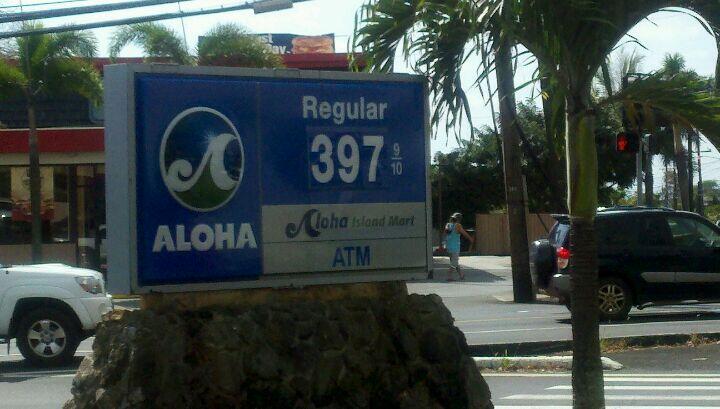 Regular
397 9/10
ALOHA
Aloha Island Mart
ATM